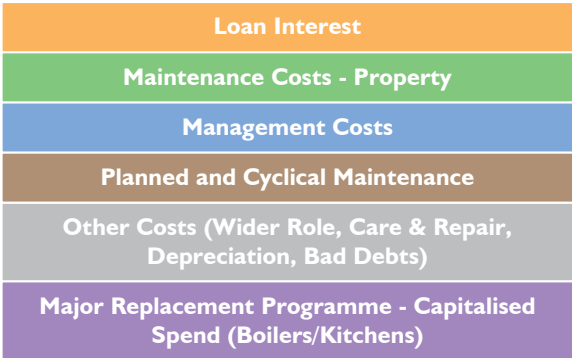 Loan Interest
Maintenance Costs - Property
Management Costs
Planned and Cyclical Maintenance
Other Costs (Wider Role, Care & Repair,
Depreciation, Bad Debts)
Major Replacement Programme - Capitalised
Spend (Boilers/Kitchens)